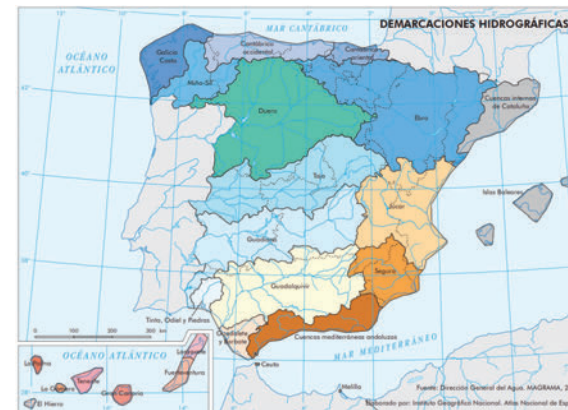 DEMARCACIONES HIDROGRÁFICAS
MAR CANTÁBRICO
OCÉANO
ATLÁNTICO
Galicia
Costa
Cantábrico
occidental
Cantábrico
oriental
Miño-Sil
Duero
Ebro
Cuencas internas
de Cataluña
Tajo
Júcar
Islas Baleares
Guadiana
Guadalquivir
Segura
Tinto, Odiel y Piedras
Guadalete
y Barbate
Cuencas mediterráneas andaluzas
MAR MEDITERRÁNEO
Ceuta
Melilla
OCÉANO
ATLÁNTICO
Lanzarote
Fuerteventura
La Palma
La Gomera
Tenerife
Gran Canaria
El Hierro
Fuente: Dirección General del Agua. MAGRAMA, 2
Elaborado por: Instituto Geográfico Nacional. Atlas Nacional de Esp